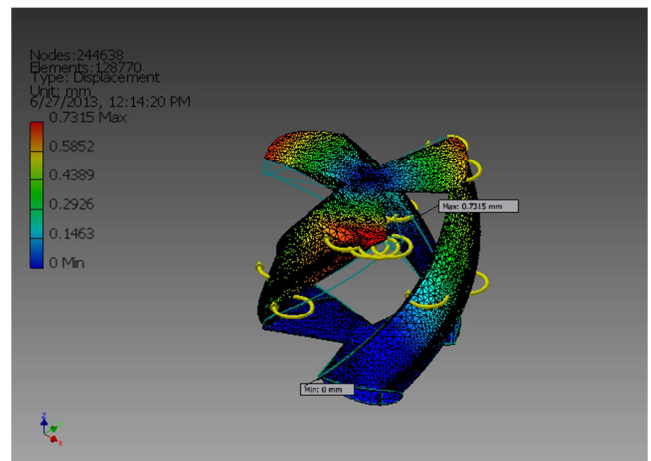 Nodes:244638
Elements:128770
Type: Displacement
Unit: mm
6/27/2013, 12:14:20 PM
0.7315 Max
0.5852
0.4389
0.2926
0.1463
0 Min
Max: 0.7315 mm
Min: 0 mm
Z
X